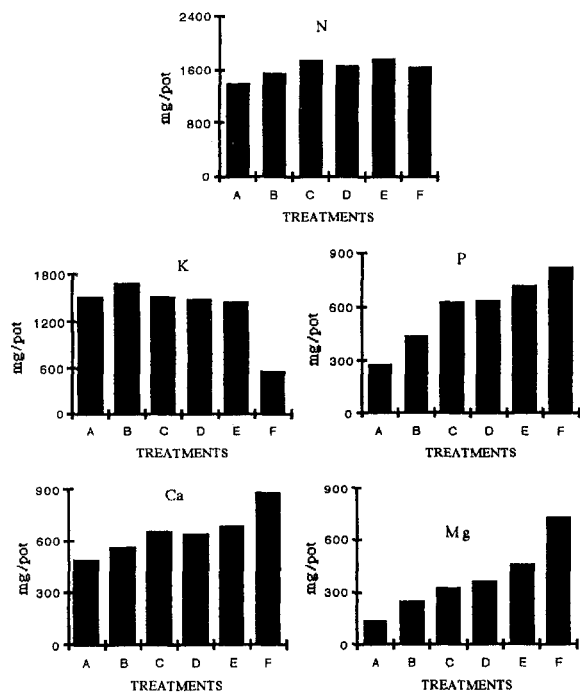 N
2400
1600
800
0
mg/pot
A B C D E F
TREATMENTS
K
1800
1200
600
0
mg/pot
A B C D E F
TREATMENTS
P
900
600
300
0
mg/pot
A B C D E F
TREATMENTS
Ca
900
600
300
0
mg/pot
A B C D E F
TREATMENTS
Mg
900
600
300
0
mg/pot
A B C D E F
TREATMENTS